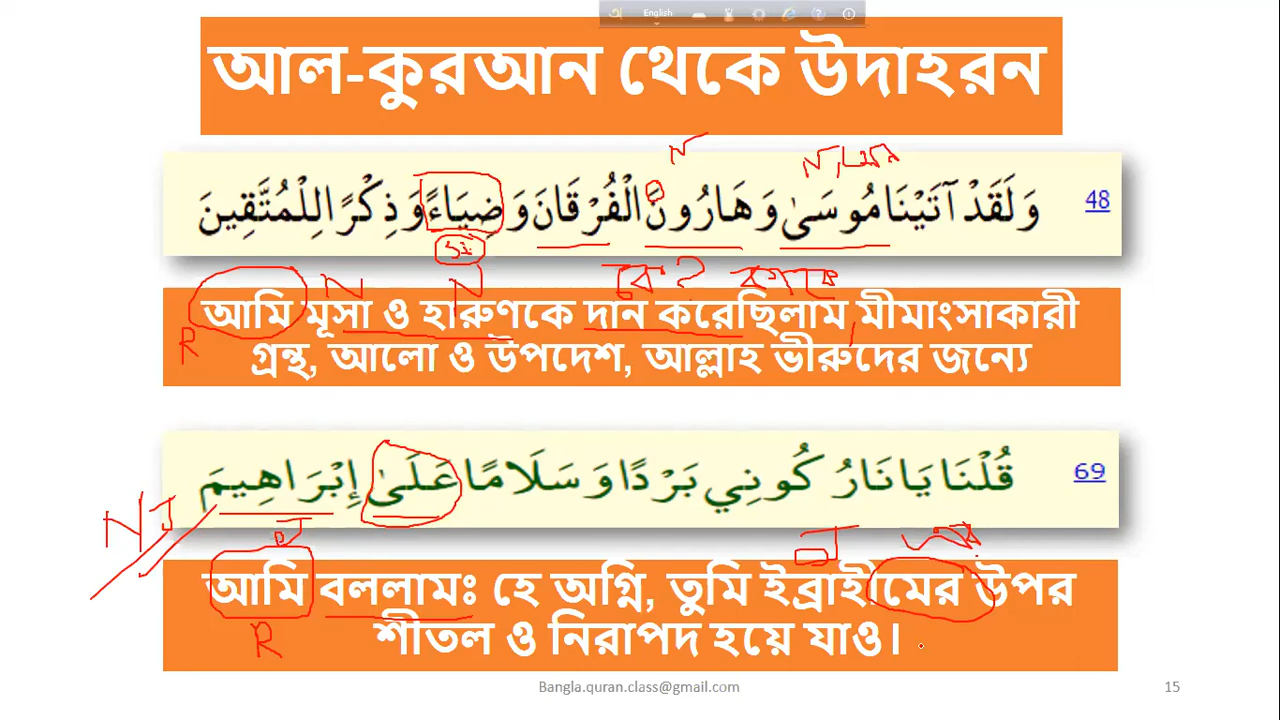 English
আল-কুরআন থেকে উদাহরন
N
وَلَقَدْ آتَيْنَا مُوسَىٰ وَهَارُونَ الْفُرْقَانَ وَضِيَاءً وَذِكْرًا لِلْمُتَّقِينَ 48
N N কে? কাকে
আমি মূসা ও হারুণকে দান করেছিলাম মীমাংসাকারী
R
গ্রন্থ, আলো ও উপদেশ, আল্লাহ ভীরুদের জন্যে
قُلْنَا يَا نَارُ كُونِي بَرْدًا وَسَلَامًا عَلَىٰ إِبْرَاهِيمَ 69
NJ
J J
আমি বললামঃ হে অগ্নি, তুমি ইব্রাহীমের উপর
R
শীতল ও নিরাপদ হয়ে যাও।
Bangla.quran.class@gmail.com 15